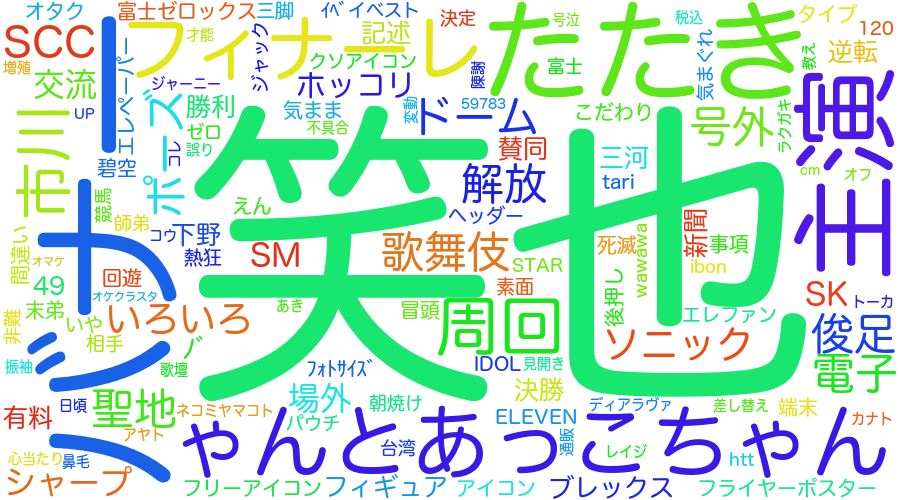 オタク
富士ゼロックス
三脚
ｲﾍﾞｲベスト
決定
号泣
税込
タイプ
120
SCC
フィナーレ
たたき
増殖
才能
ジャック
記述
クソアイコン
陳謝
富士
気まぐれ
教え
逆転
主演
交流
UP
エレペーパー
ジャーニー
ホッコリ
59783
変動
ドーム
こだわり
号外
ラクガキ
ポーズ
勝利
気まま
ゼロ
不具合
コレ
誤り
賛同
三河
cm
オフ
市川
碧空
解放
tari
競馬
えん
ヘッダー
笑也
師弟
コウ
下野
熱狂
SM
歌舞伎
STAR
死滅
wawawa
新聞
事項
ibon
間違い
オマケ
49
回遊
オケクラスタ
素面
後押し
SK
トーカ
末弟
いや
いろいろ
あき
冒頭
周回
エレファン
非難
相手
ソニック
俊足
振袖
歌壇
ﾌｫﾄｻｲｽﾞ
IDOL
見開き
電子
日頃
聖地
場外
朝焼け
決勝
ディアラヴァ
差し替え
端末
有料
ネコミヤマコト
パウチ
ELEVEN
カナト
アヤト
ゃんとあっこちゃん
台湾
通販
レイジ
htt
心当たり
鼻毛
シャープ
フリーアイコン
フィギュア
アイコン
ブレックス
フライヤーポスター